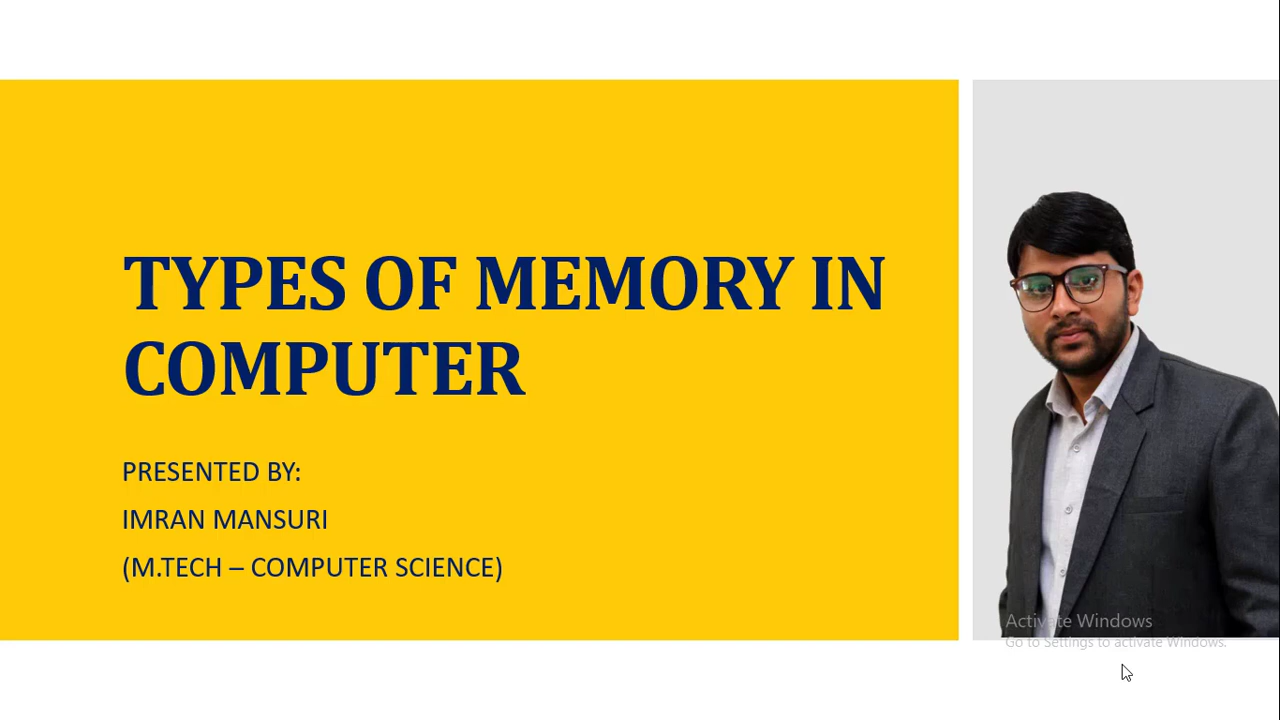 TYPES OF MEMORY IN
COMPUTER
PRESENTED BY:
IMRAN MANSURI
(M.TECH – COMPUTER SCIENCE)
Activate Windows
Go to Settings to activate Windows.